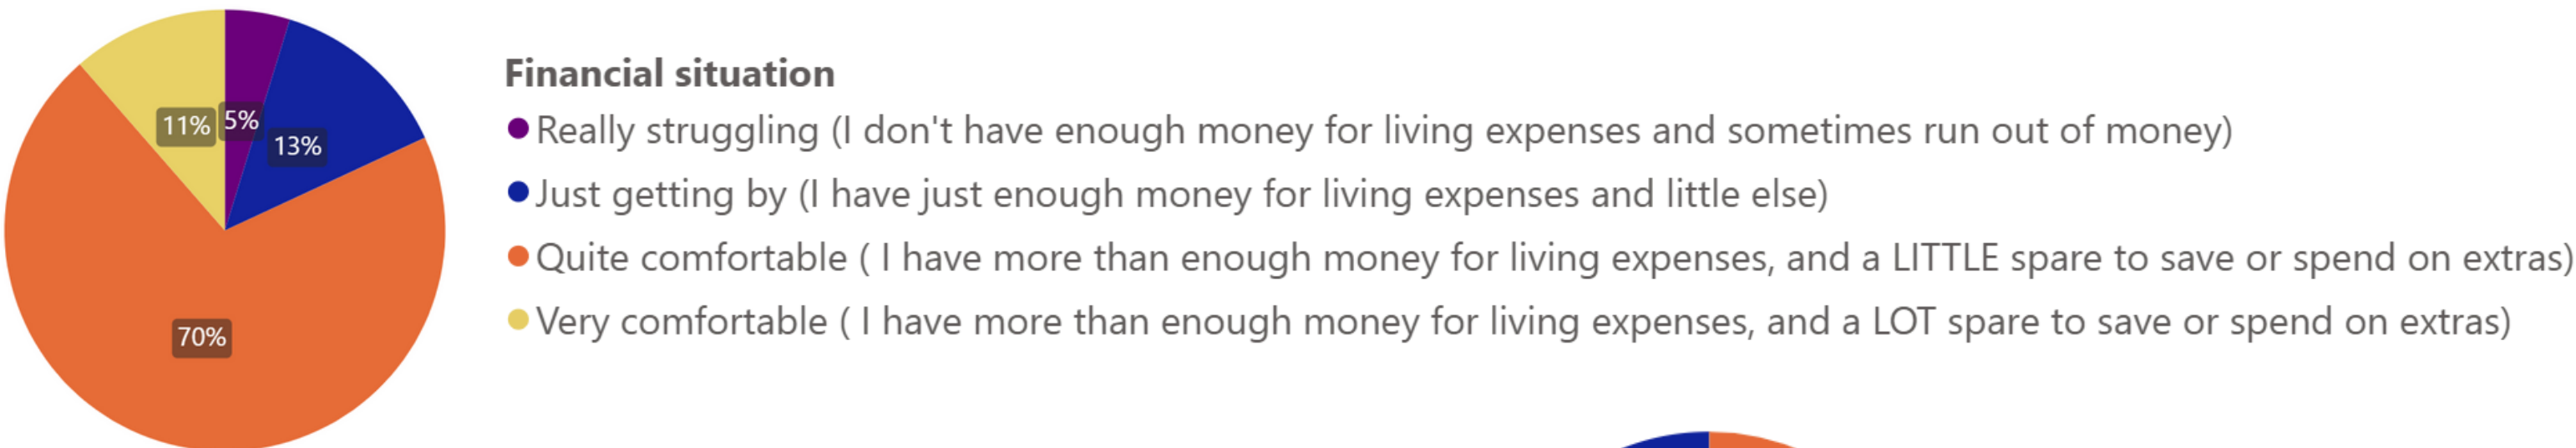 11%
5%
13%
70%
Financial situation
Really struggling (I don't have enough money for living expenses and sometimes run out of money)
Just getting by (I have just enough money for living expenses and little else)
Quite comfortable ( I have more than enough money for living expenses, and a LITTLE spare to save or spend on extras)
Very comfortable ( I have more than enough money for living expenses, and a LOT spare to save or spend on extras)